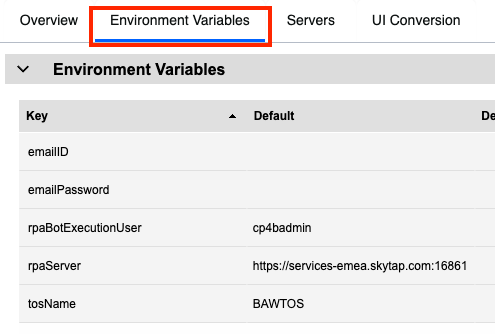 Overview Environment Variables Servers UI Conversion
Environment Variables
Key Default De
emailID
emailPassword
rpaBotExecutionUser cp4badmin
rpaServer https://services-emea.skytap.com:16861
tosName BAWTOS